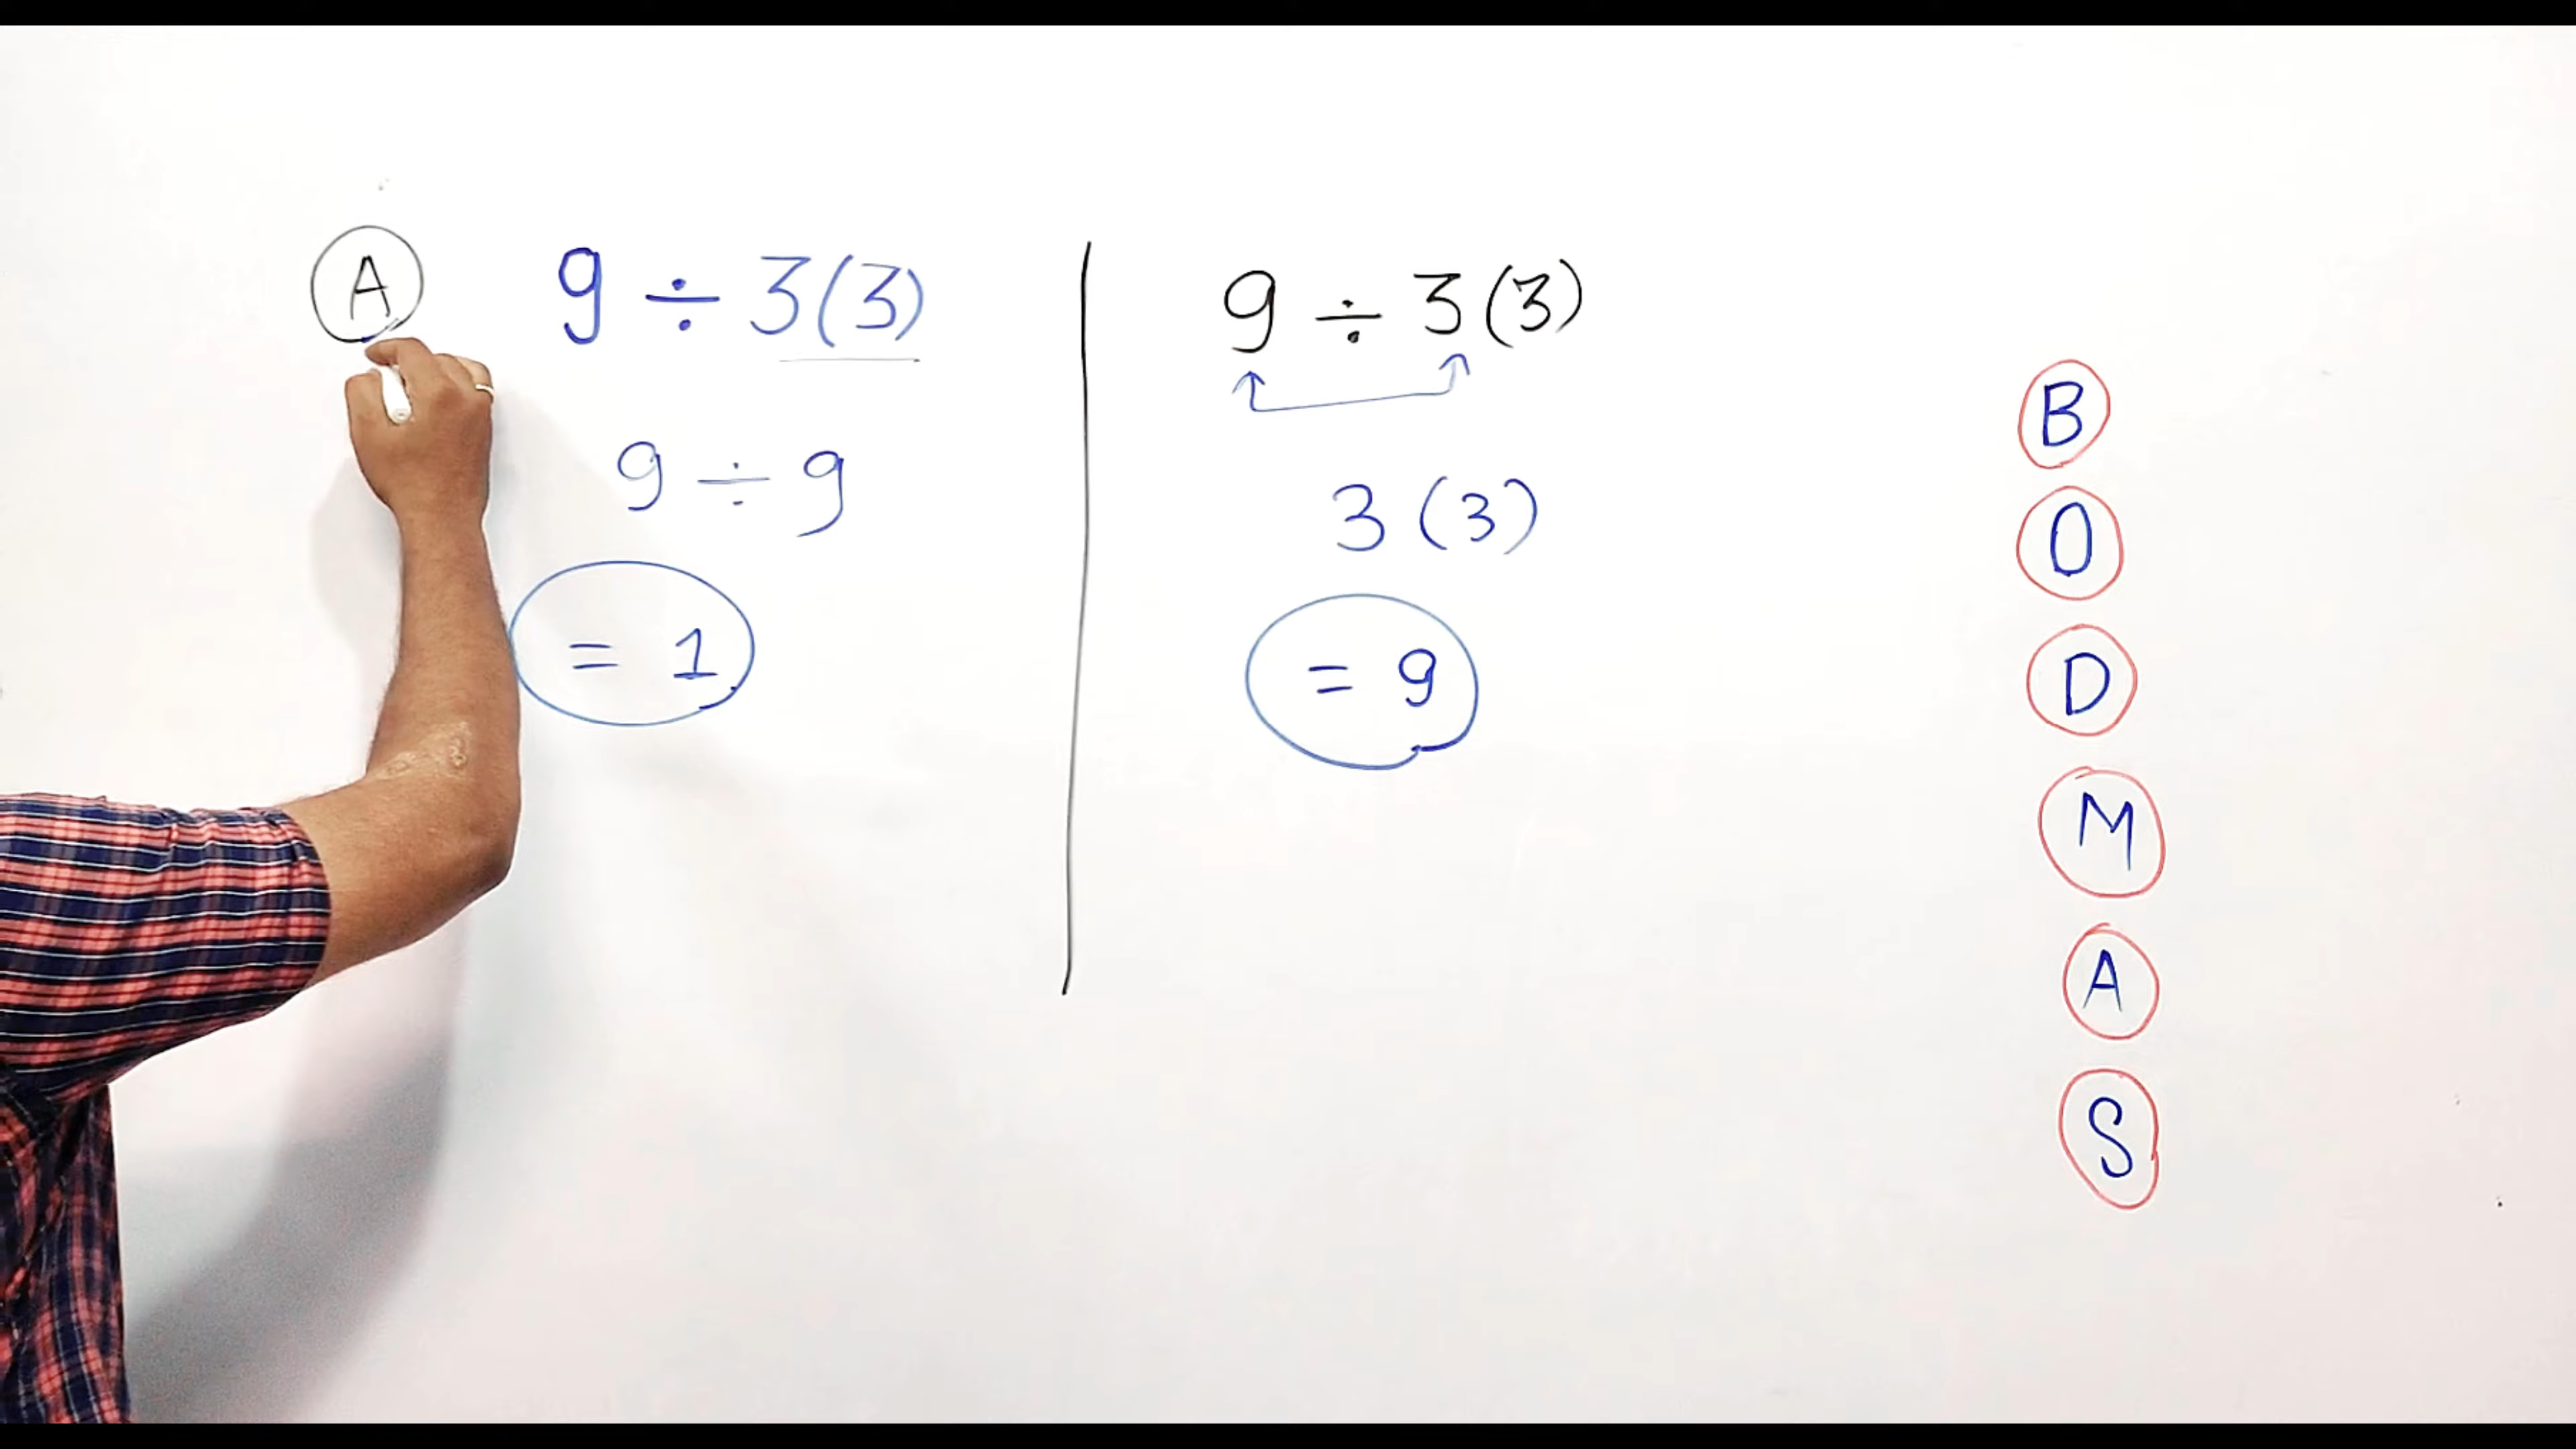 A
9 ÷ 3(3)
9 ÷ 9
= 1
9 ÷ 3(3)
3(3)
= 9
B
O
D
M
A
S